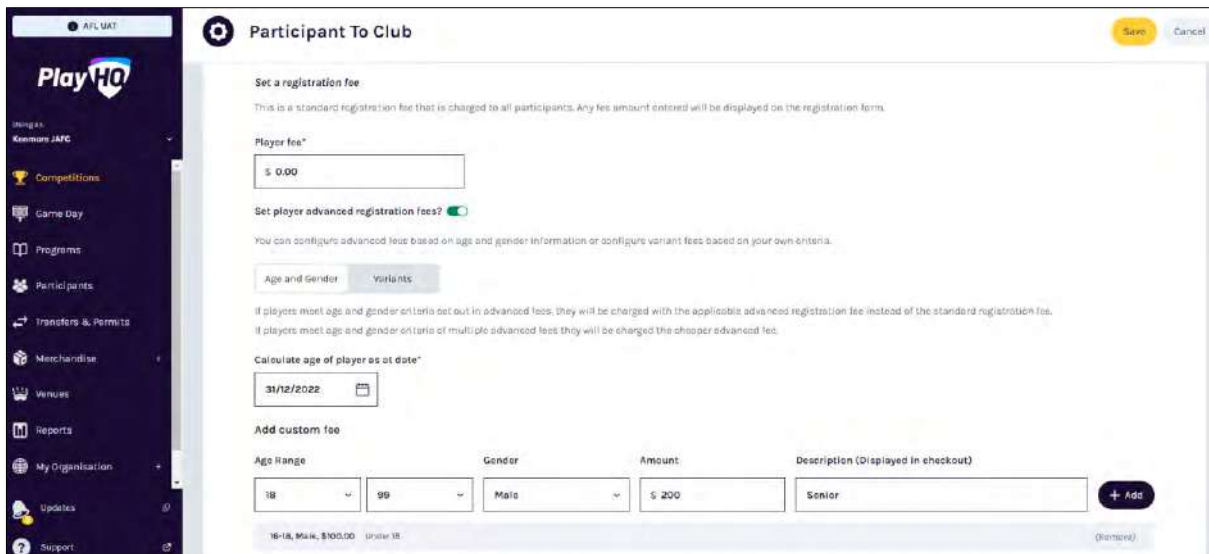 AFL UAT
PlayHQ
Using as
Kenmore JAFC
Competitions
Game Day
Programs
Participants
Transfers & Permits
Merchandise +
Venues
Reports
My Organisation +
Updates
Support
Participant To Club
Save
Cancel
Set a registration fee
This is a standard registration fee that is charged to all participants. Any fee amount entered will be displayed on the registration form.
Player fee*
$ 0.00
Set player advanced registration fees?
You can configure advanced fees based on age and gender information or configure variant fees based on your own criteria.
Age and Gender Variants
If players meet age and gender criteria set out in advanced fees, they will be charged with the applicable advanced registration fee instead of the standard registration fee.
If players meet age and gender criteria of multiple advanced fees they will be charged the cheaper advanced fee.
Calculate age of player as at date*
31/12/2022
Add custom fee
Age Range Gender Amount Description (Displayed in checkout)
18 99 Male $ 200 Senior + Add
16-18, Male, $100.00 Under 18 (Remove)